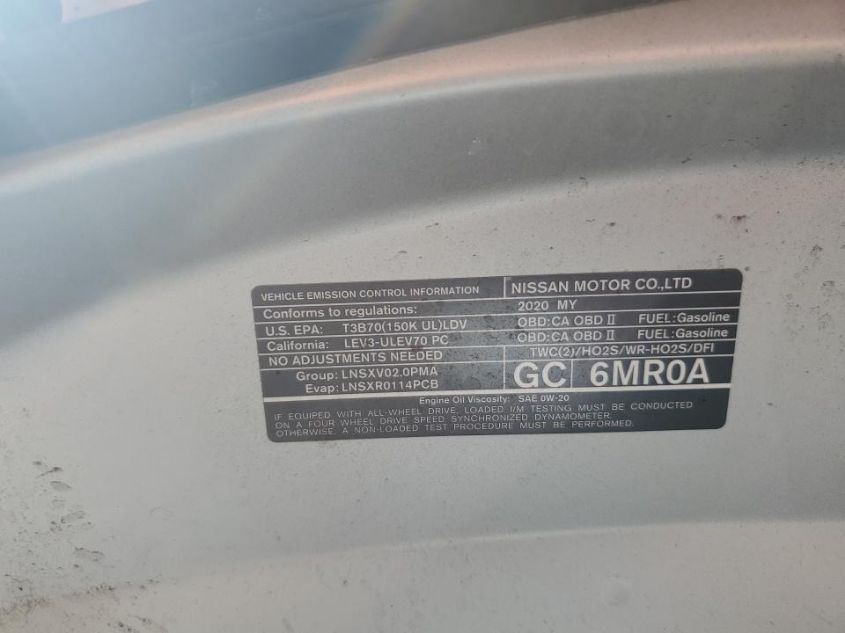 VEHICLE EMISSION CONTROL INFORMATION NISSAN MOTOR CO.,LTD
Conforms to regulations: 2020 MY
U.S. EPA: T3B70(150K UL)LDV OBD:CA OBD II FUEL:Gasoline
California: LEV3-ULEV70 PC OBD:CA OBD II FUEL:Gasoline
NO ADJUSTMENTS NEEDED TWC(2)/HO2S/WR-HO2S/DFI
Group: LNSXV02.0PMA GC 6MR0A
Evap: LNSXR0114PCB
Engine Oil Viscosity: SAE 0W-20
IF EQUIPPED WITH ALL-WHEEL DRIVE, LOADED I/M TESTING MUST BE CONDUCTED
ON A FOUR WHEEL DRIVE SPEED SYNCHRONIZED DYNAMOMETER.
OTHERWISE, A NON-LOADED TEST PROCEDURE MUST BE PERFORMED.